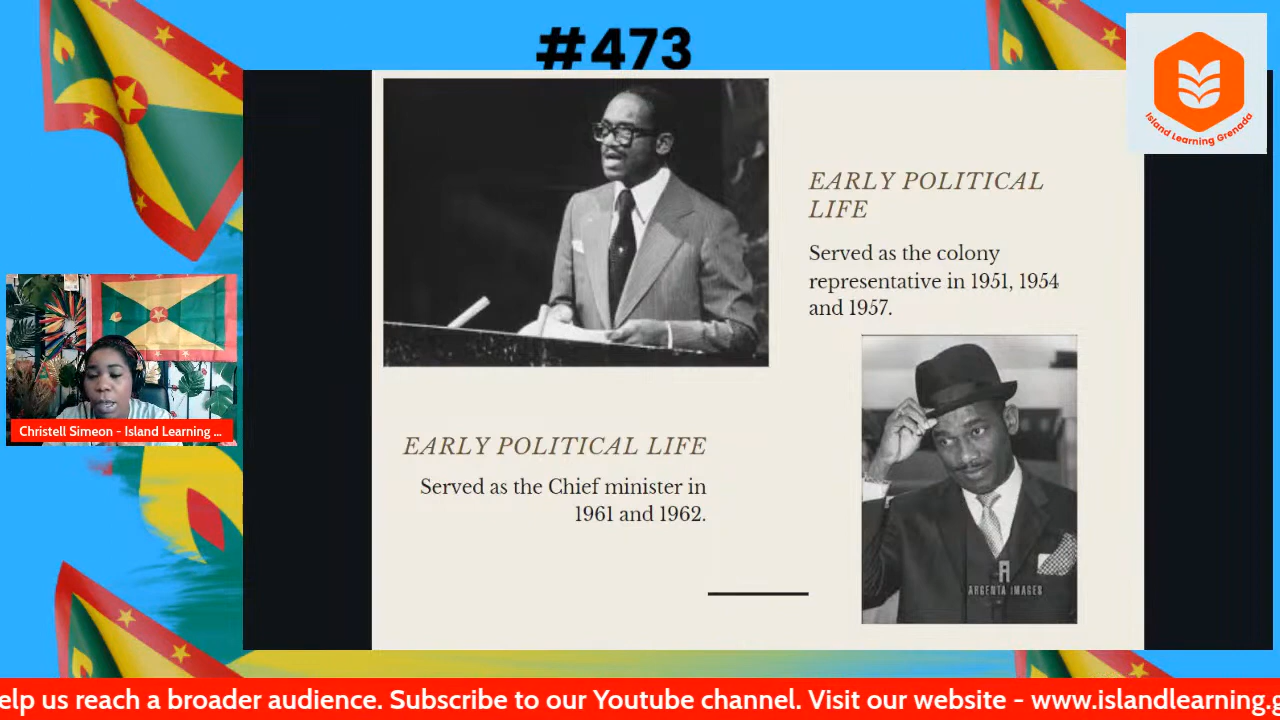 #473
Island Learning Grenada
EARLY POLITICAL
LIFE
Served as the colony
representative in 1951, 1954
and 1957.
EARLY POLITICAL LIFE
Served as the Chief minister in
1961 and 1962.
ARGENTA IMAGES
Christell Simeon - Island Learning ...
elp us reach a broader audience. Subscribe to our Youtube channel. Visit our website - www.islandlearning.g